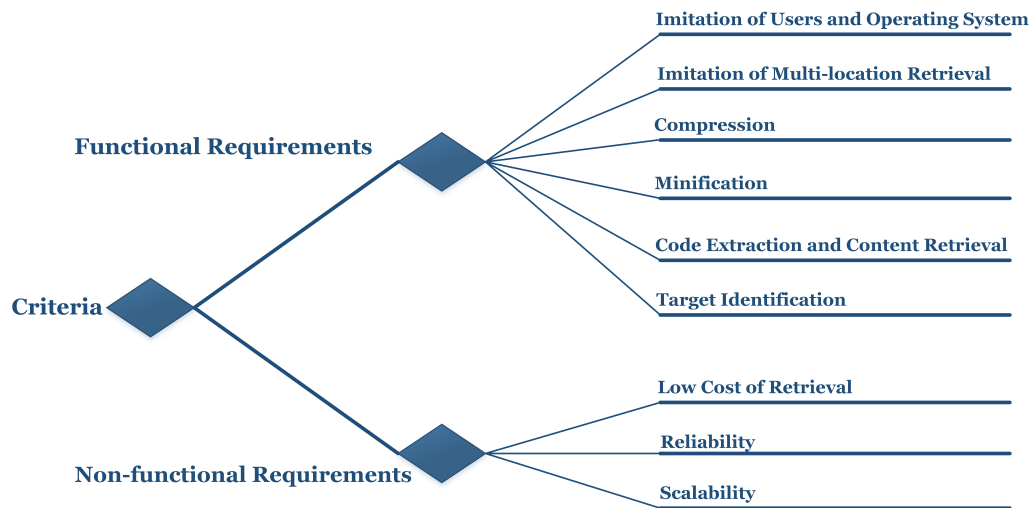 Imitation of Users and Operating System
Imitation of Multi-location Retrieval
Compression
Functional Requirements
Minification
Code Extraction and Content Retrieval
Target Identification
Criteria
Low Cost of Retrieval
Reliability
Non-functional Requirements
Scalability